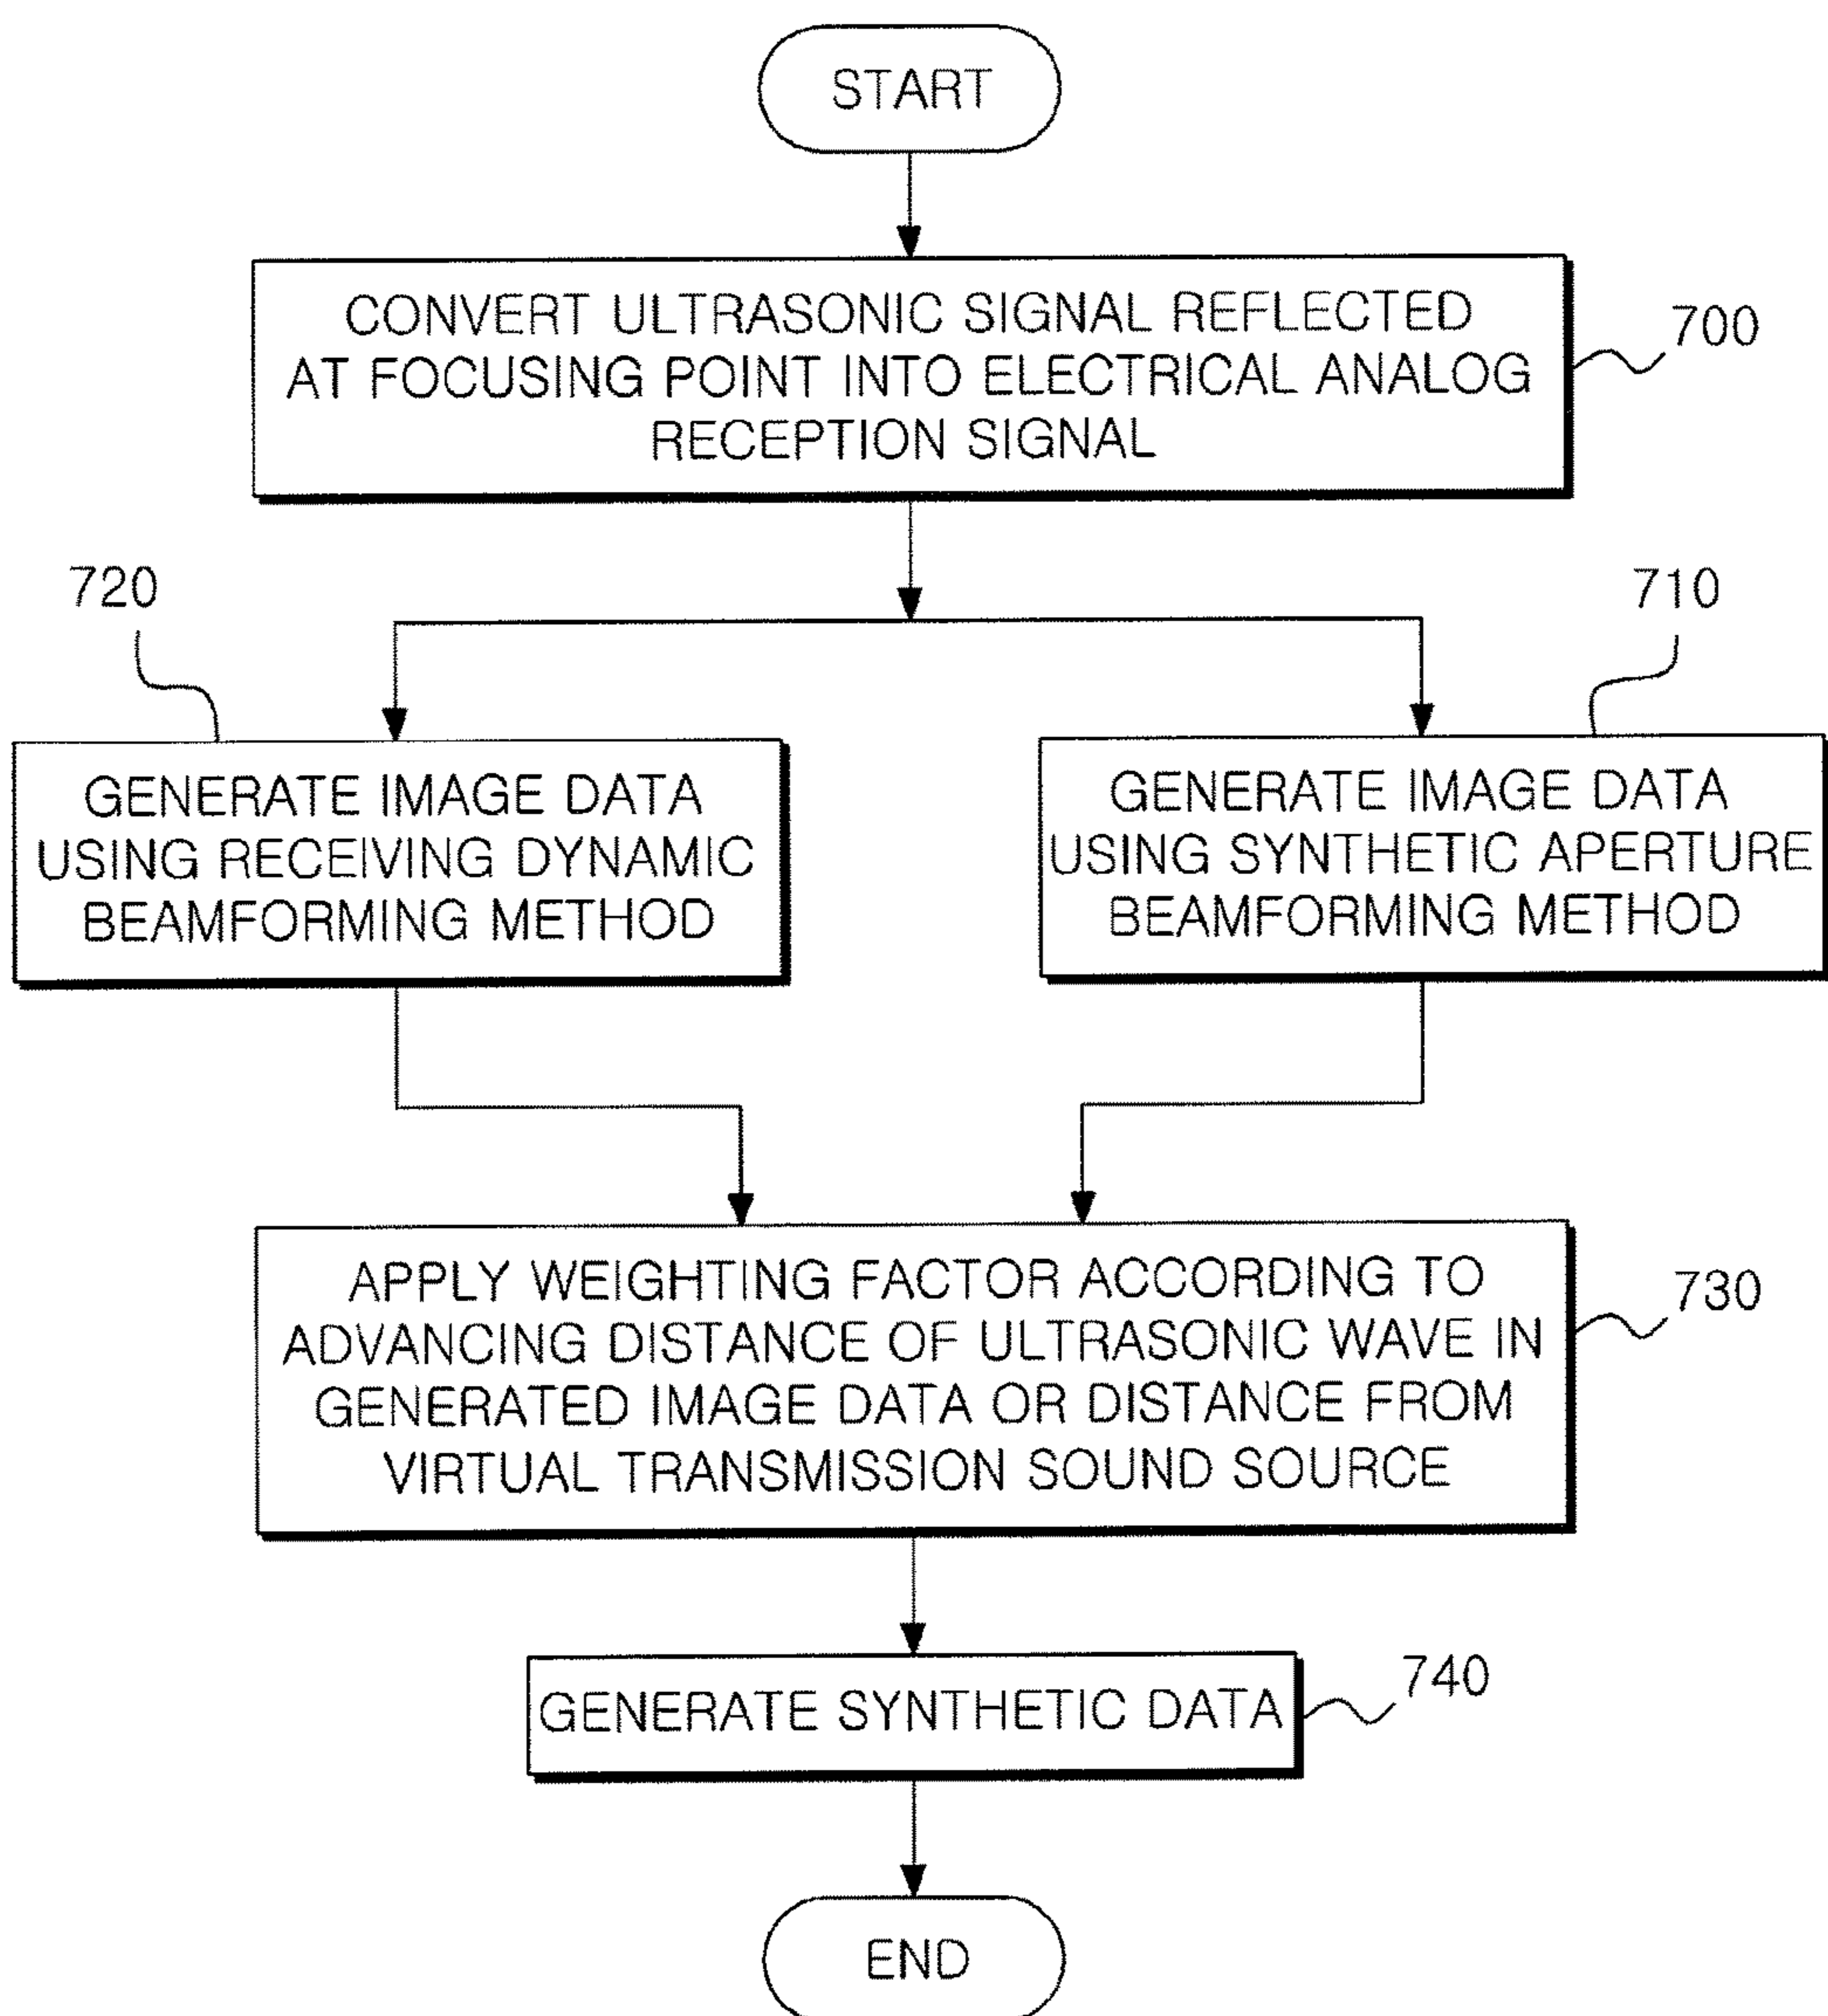 START
CONVERT ULTRASONIC SIGNAL REFLECTED
AT FOCUSING POINT INTO ELECTRICAL ANALOG
RECEPTION SIGNAL
700
720
710
GENERATE IMAGE DATA
USING RECEIVING DYNAMIC
BEAMFORMING METHOD
GENERATE IMAGE DATA
USING SYNTHETIC APERTURE
BEAMFORMING METHOD
APPLY WEIGHTING FACTOR ACCORDING TO
ADVANCING DISTANCE OF ULTRASONIC WAVE IN
GENERATED IMAGE DATA OR DISTANCE FROM
VIRTUAL TRANSMISSION SOUND SOURCE
730
GENERATE SYNTHETIC DATA
740
END